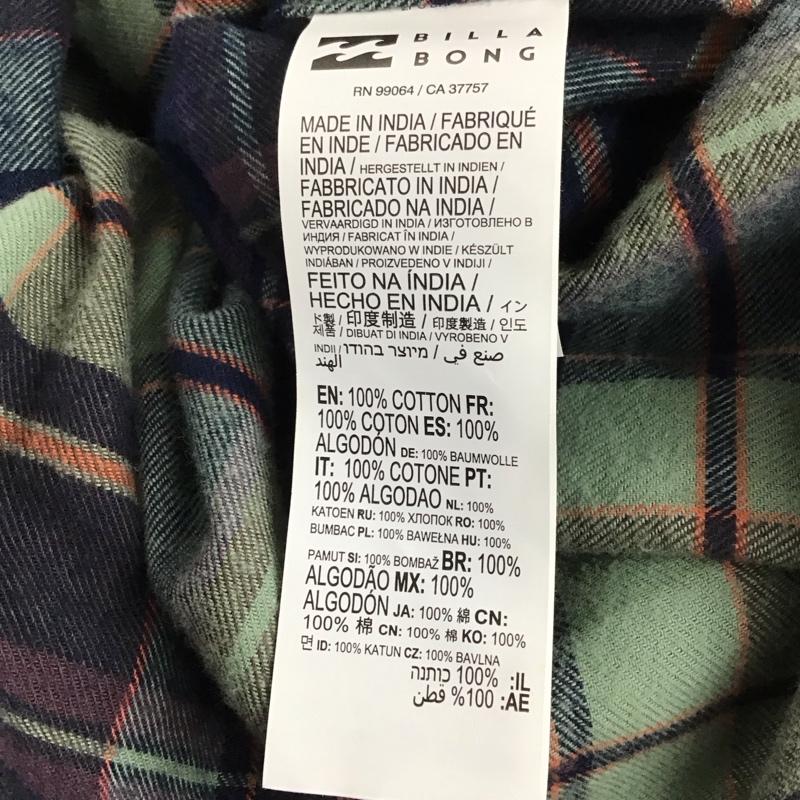 BILLA
BONG
RN 99064 / CA 37757
MADE IN INDIA / FABRIQUÉ
EN INDE / FABRICADO EN
INDIA / HERGESTELLT IN INDIEN /
FABBRICATO IN INDIA /
FABRICADO NA INDIA /
VERVAARDIGD IN INDIA / ИЗГОТОВЛЕНО В
ИНДИЯ / FABRICAT ÎN INDIA /
WYPRODUKOWANO W INDIE / KÉSZÜLT
INDIÁBAN / PROIZVEDENO V INDIJI /
FEITO NA ÍNDIA /
HECHO EN INDIA / イン
ド製 / 印度制造 / 印度製造 / 인도
제품 / DIBUAT DI INDIA / VYROBENO V
INDII / מיוצר בהודו / صنع في
الهند
EN: 100% COTTON FR:
100% COTON ES: 100%
ALGODÓN DE: 100% BAUMWOLLE
IT: 100% COTONE PT:
100% ALGODAO NL: 100%
KATOEN RU: 100% ХЛОПОК RO: 100%
BUMBAC PL: 100% BAWEŁNA HU: 100%
PAMUT SI: 100% BOMBAŽ BR: 100%
ALGODÃO MX: 100%
ALGODÓN JA: 100% 綿 CN:
100% 棉 CN: 100% 棉 KO: 100%
면 ID: 100% KATUN CZ: 100% BAVLNA
IL: 100% כותנה
AE: 100% قطن